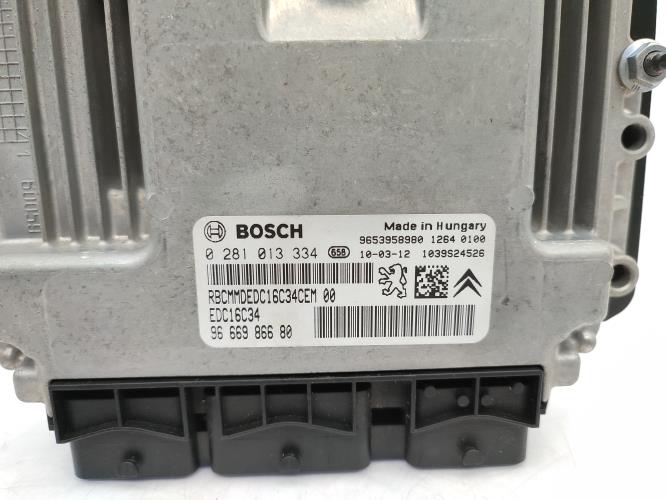 BOSCH
Made in Hungary
9653958980 1264 0100
0 281 013 334 658 10-03-12 1039S24526
RBCMMDEDC16C34CEM 00
EDC16C34
96 669 866 80